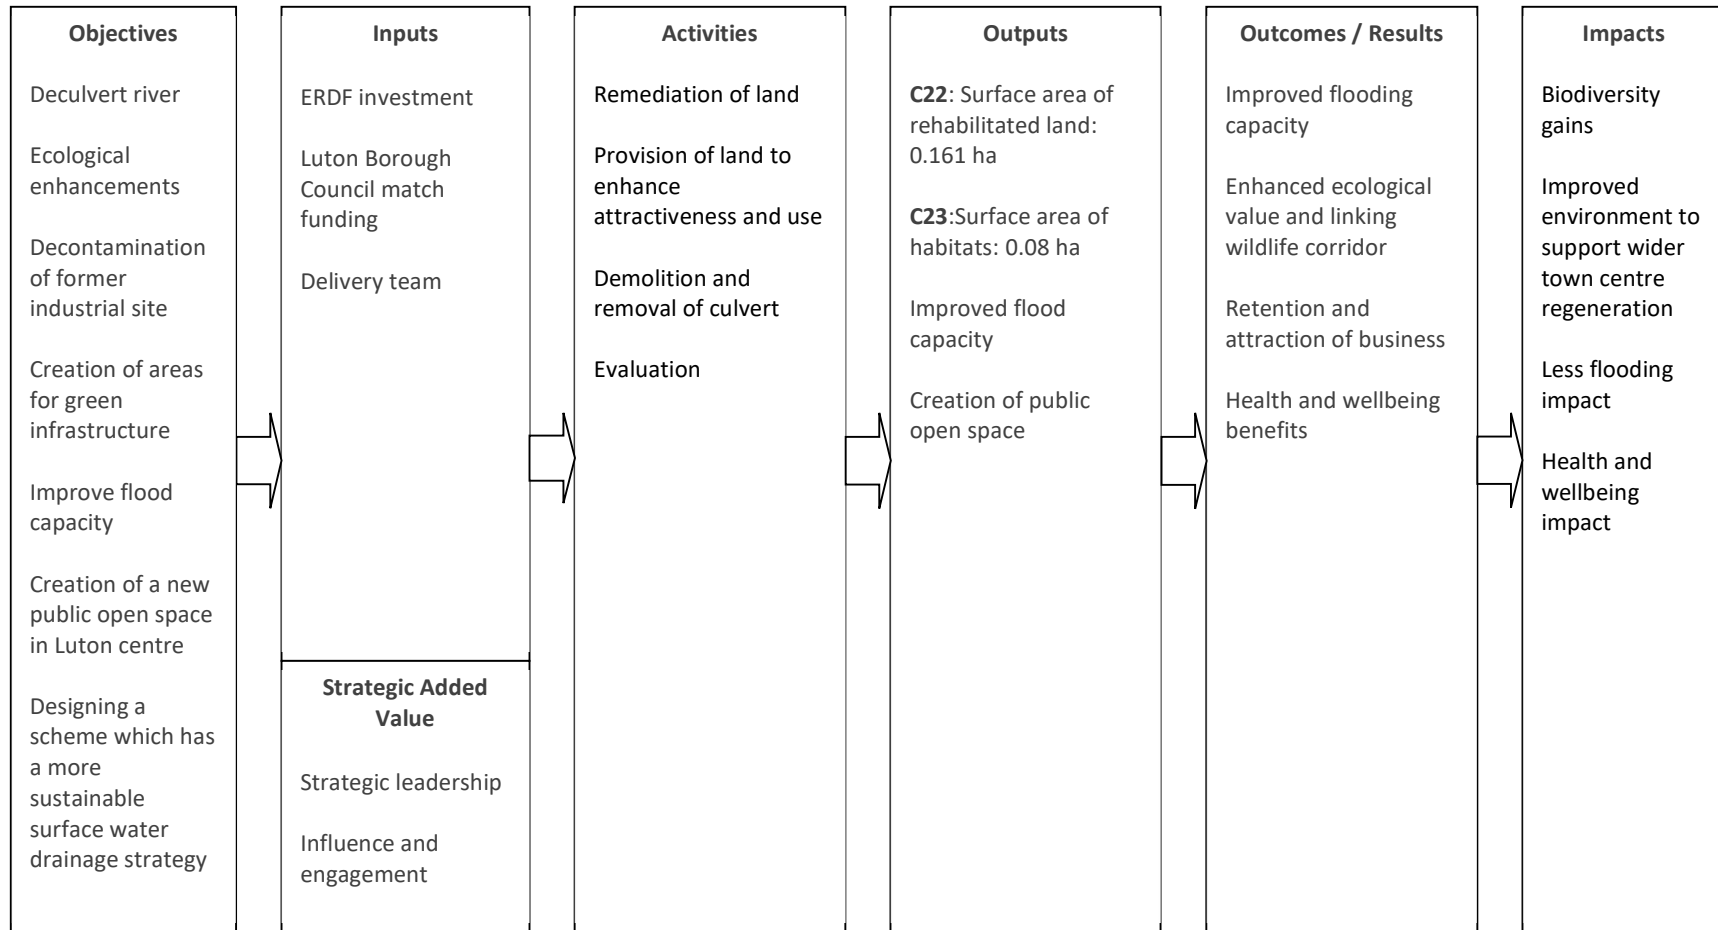 Objectives
Deculvert river
Ecological
enhancements
Decontamination
of former
industrial site
Creation of areas
for green
infrastructure
Improve flood
capacity
Creation of a new
public open space
in Luton centre
Designing a
scheme which has
a more
sustainable
surface water
drainage strategy
Inputs
ERDF investment
Luton Borough
Council match
funding
Delivery team
Strategic Added
Value
Strategic leadership
Influence and
engagement
Activities
Remediation of land
Provision of land to
enhance
attractiveness and use
Demolition and
removal of culvert
Evaluation
Outputs
C22: Surface area of
rehabilitated land:
0.161 ha
C23:Surface area of
habitats: 0.08 ha
Improved flood
capacity
Creation of public
open space
Outcomes / Results
Improved flooding
capacity
Enhanced ecological
value and linking
wildlife corridor
Retention and
attraction of business
Health and wellbeing
benefits
Impacts
Biodiversity
gains
Improved
environment to
support wider
town centre
regeneration
Less flooding
impact
Health and
wellbeing
impact